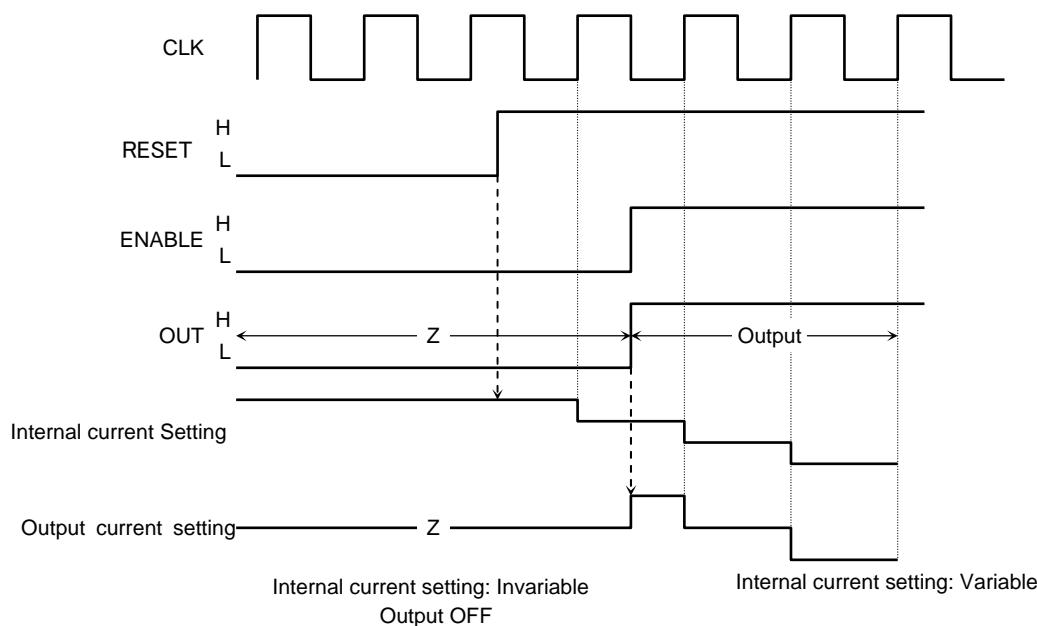 CLK
H
RESET
L
H
ENABLE
L
H
OUT
Z
Output
L
Internal current Setting
Output current setting
Z
Internal current setting: Invariable
Output OFF
Internal current setting: Variable